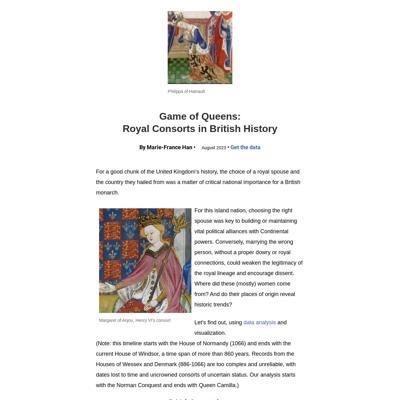 Philippa of Hainault
Game of Queens:
Royal Consorts in British History
By Marie-France Han • August 2023 • Get the data
For a good chunk of the United Kingdom's history, the choice of a royal spouse and
the country they hailed from was a matter of critical national importance for a British
monarch.
For this island nation, choosing the right
spouse was key to building or maintaining
vital political alliances with Continental
powers. Conversely, marrying the wrong
person, without a proper dowry or royal
connections, could weaken the legitimacy of
the royal lineage and encourage dissent.
Where did these (mostly) women come
from? And do their places of origin reveal
historic trends?
Margaret of Anjou, Henry VI's consort
Let's find out, using data analysis and
visualization.
(Note: this timeline starts with the House of Normandy (1066) and ends with the
current House of Windsor, a time span of more than 860 years. Records from the
Houses of Wessex and Denmark (886-1066) are too complex and unreliable, with
dates lost to time and uncrowned consorts of uncertain status. Our analysis starts
with the Norman Conquest and ends with Queen Camilla.)